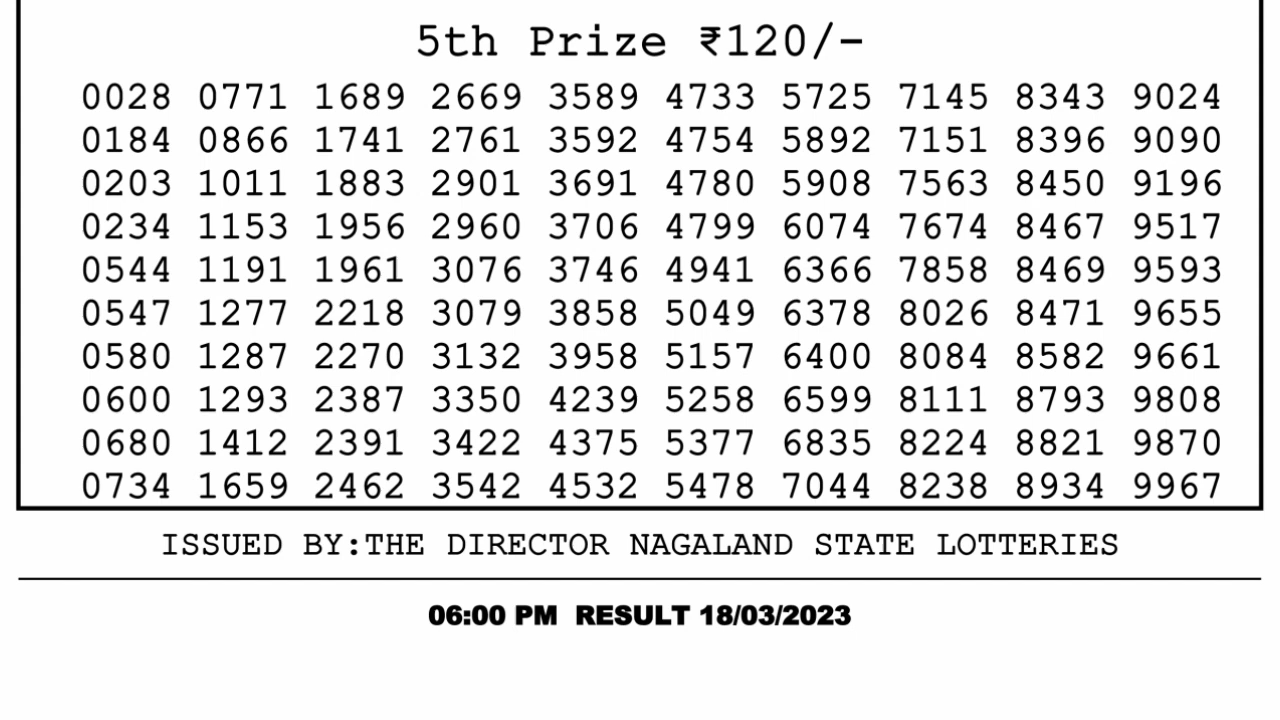 5th Prize ₹120/-
0028 0771 1689 2669 3589 4733 5725 7145 8343 9024
0184 0866 1741 2761 3592 4754 5892 7151 8396 9090
0203 1011 1883 2901 3691 4780 5908 7563 8450 9196
0234 1153 1956 2960 3706 4799 6074 7674 8467 9517
0544 1191 1961 3076 3746 4941 6366 7858 8469 9593
0547 1277 2218 3079 3858 5049 6378 8026 8471 9655
0580 1287 2270 3132 3958 5157 6400 8084 8582 9661
0600 1293 2387 3350 4239 5258 6599 8111 8793 9808
0680 1412 2391 3422 4375 5377 6835 8224 8821 9870
0734 1659 2462 3542 4532 5478 7044 8238 8934 9967
ISSUED BY:THE DIRECTOR NAGALAND STATE LOTTERIES
06:00 PM RESULT 18/03/2023